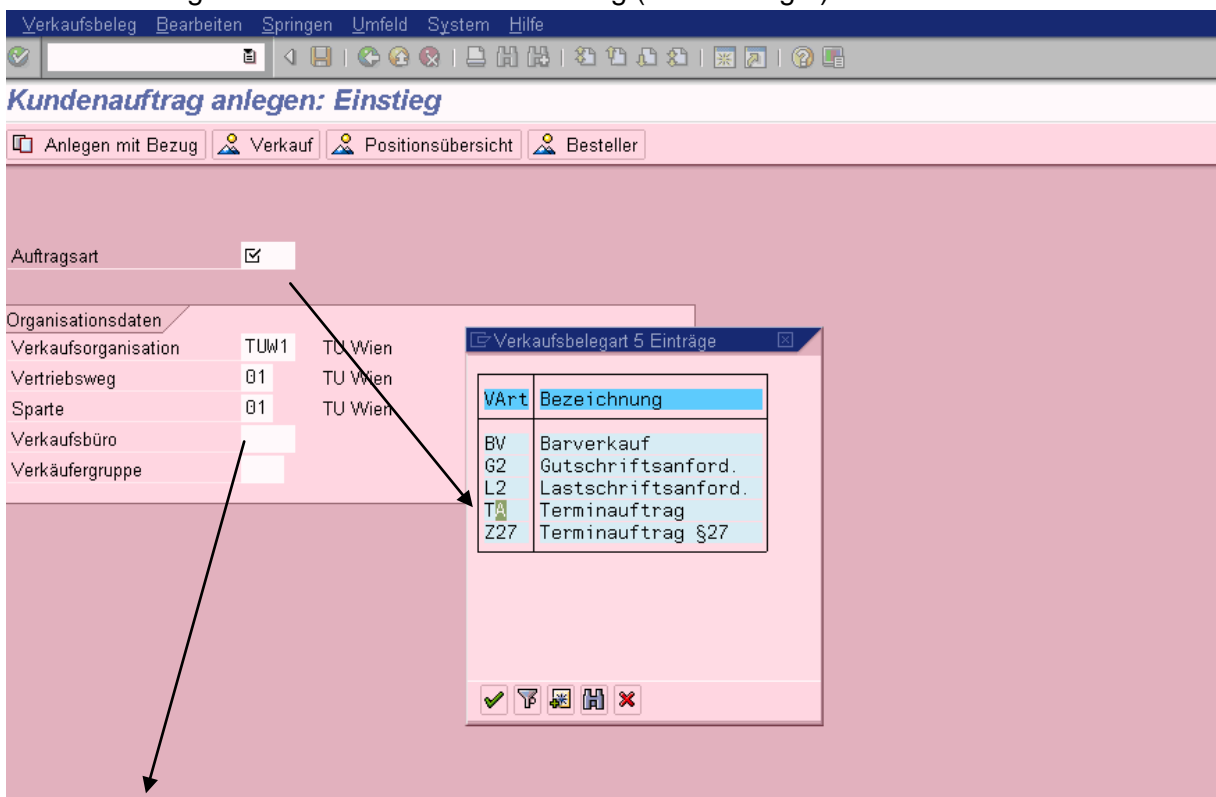 Verkaufsbeleg Bearbeiten Springen Umfeld System Hilfe
Kundenauftrag anlegen: Einstieg
Anlegen mit Bezug Verkauf Positionsübersicht Besteller
Auftragsart
Organisationsdaten
Verkaufsorganisation TUW1 TU Wien
Vertriebsweg 01 TU Wien
Sparte 01 TU Wien
Verkaufsbüro
Verkäufergruppe
Verkaufsbelegart 5 Einträge
VArt Bezeichnung
BV Barverkauf
G2 Gutschriftsanford.
L2 Lastschriftsanford.
TA Terminauftrag
Z27 Terminauftrag §27